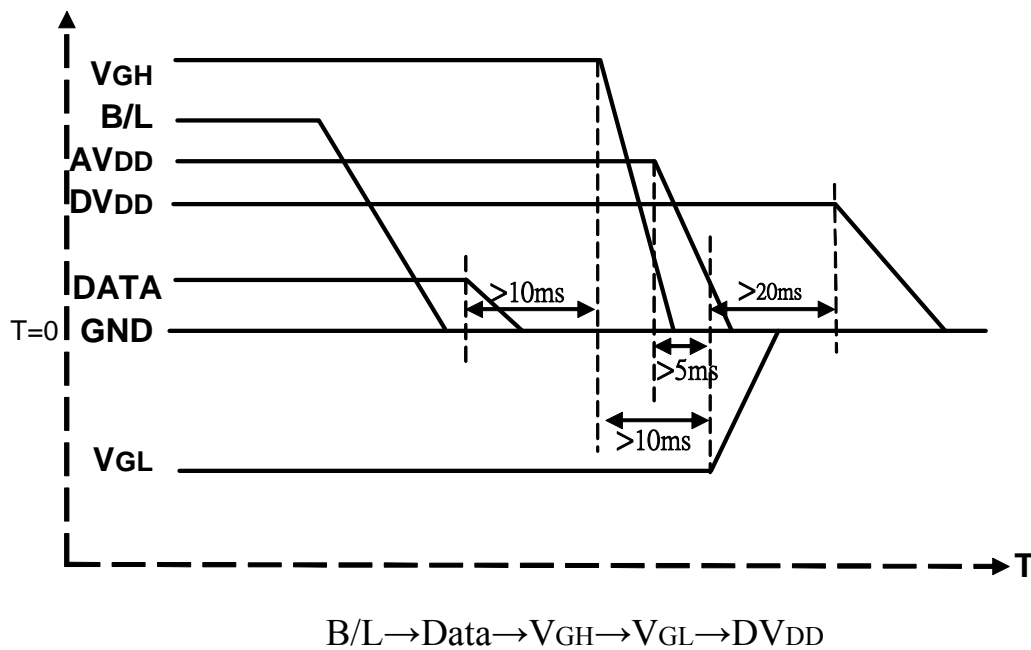 VGH
B/L
AVDD
DVDD
DATA
>10ms
>20ms
T=0 GND
>5ms
>10ms
VGL
T
B/L→Data→VGH→VGL→DVDD